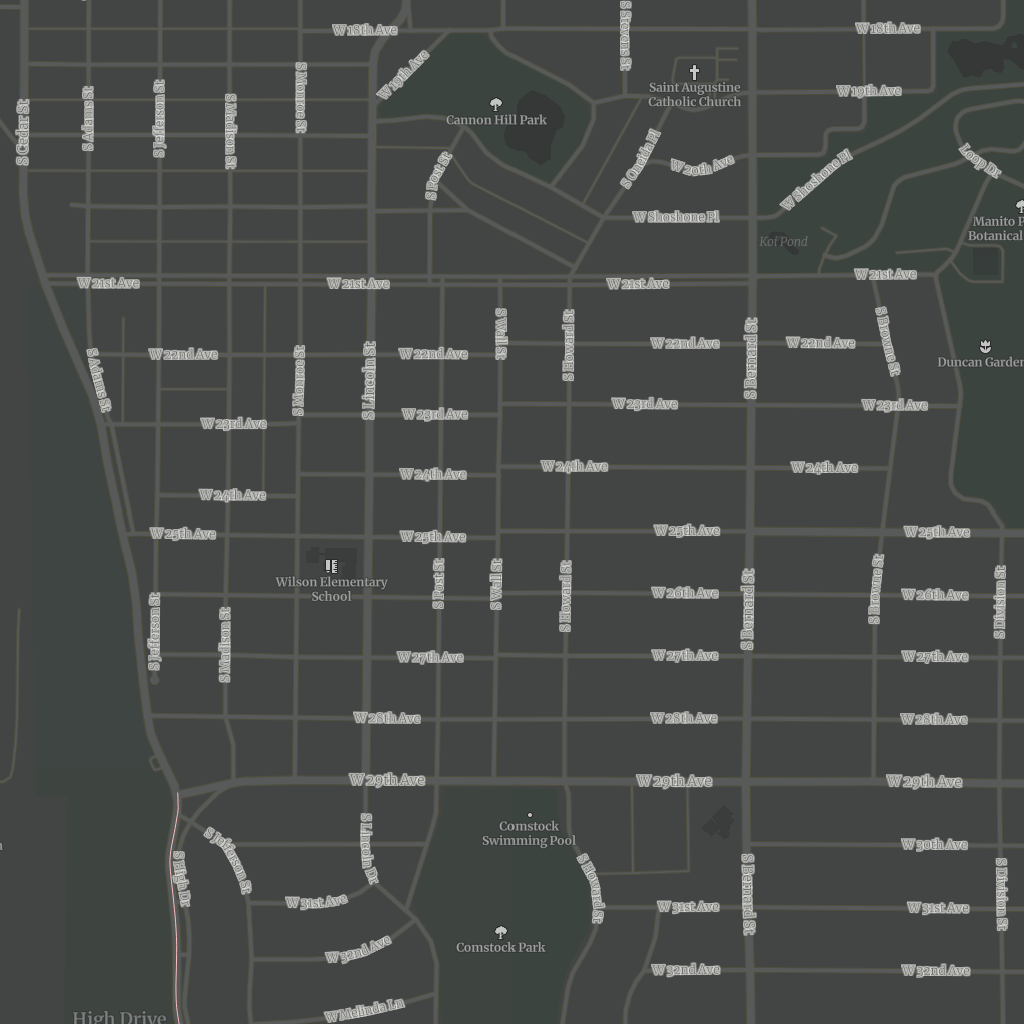 W 18th Ave
W 18th Ave
S Stevens St
W 19th Ave
Saint Augustine
Catholic Church
W 19th Ave
S Cedar St
S Adams St
S Jefferson St
S Madison St
S Monroe St
Cannon Hill Park
S Post St
S Oneida Pl
W 20th Ave
W Shoshone Pl
Loop Dr
W Shoshone Pl
Manito P
Botanical
Koi Pond
W 21st Ave
W 21st Ave
W 21st Ave
W 21st Ave
S Wall St
S Howard St
S Bernard St
S Browne St
W 22nd Ave
W 22nd Ave
W 22nd Ave
W 22nd Ave
S Adams St
S Monroe St
S Lincoln St
Duncan Garden
W 23rd Ave
W 23rd Ave
W 23rd Ave
W 23rd Ave
W 24th Ave
W 24th Ave
W 24th Ave
W 24th Ave
W 25th Ave
W 25th Ave
W 25th Ave
W 25th Ave
Wilson Elementary
School
S Post St
S Wall St
S Howard St
W 26th Ave
S Bernard St
S Browne St
W 26th Ave
S Division St
S Jefferson St
S Madison St
W 27th Ave
W 27th Ave
W 27th Ave
W 28th Ave
W 28th Ave
W 28th Ave
W 29th Ave
W 29th Ave
W 29th Ave
Comstock
Swimming Pool
S Jefferson St
S High Dr
S Lincoln Dr
S Howard St
S Bernard St
W 30th Ave
S Division St
W 31st Ave
W 31st Ave
W 31st Ave
W 32nd Ave
Comstock Park
W 32nd Ave
W 32nd Ave
W Melinda Ln
High Drive